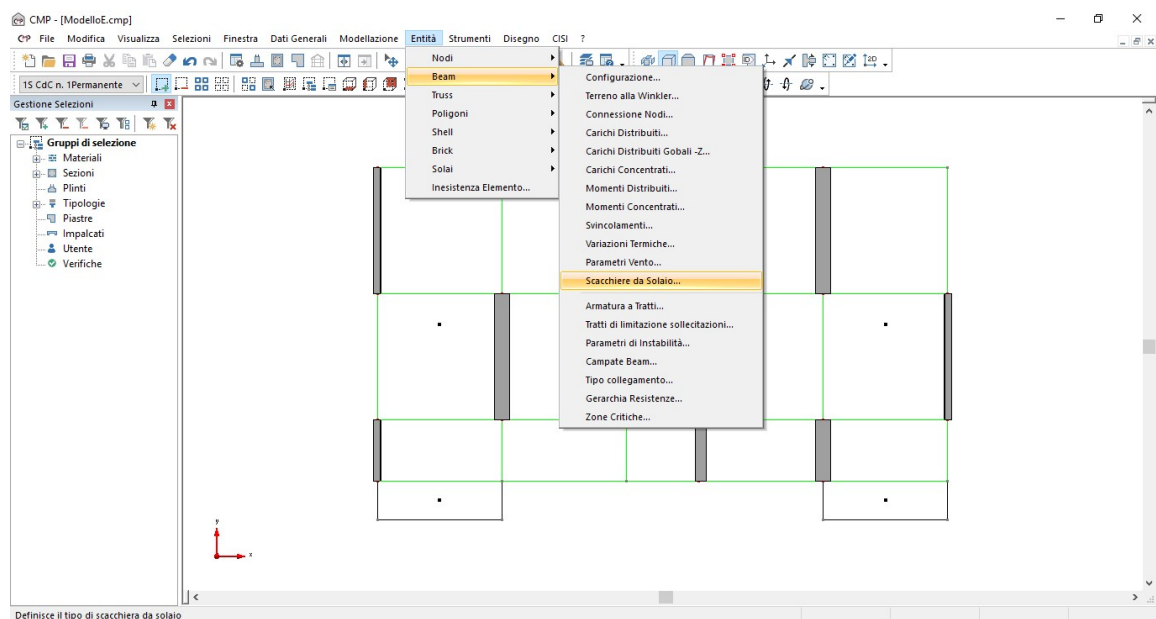 CMP - [ModelloE.cmp]
File Modifica Visualizza Selezioni Finestra Dati Generali Modellazione Entità Strumenti Disegno CISI ?
1S CdC n. 1Permanente
Gestione Selezioni
Gruppi di selezione
Materiali
Sezioni
Plinti
Tipologie
Piastre
Impalcati
Utente
Verifiche
Nodi
Beam
Truss
Poligoni
Shell
Brick
Solai
Inesistenza Elemento...
Configurazione...
Terreno alla Winkler...
Connessione Nodi...
Carichi Distribuiti...
Carichi Distribuiti Gobali -Z...
Carichi Concentrati...
Momenti Distribuiti...
Momenti Concentrati...
Svincolamenti...
Variazioni Termiche...
Parametri Vento...
Scacchiere da Solaio...
Armatura a Tratti...
Tratti di limitazione sollecitazioni...
Parametri di Instabilità...
Campate Beam...
Tipo collegamento...
Gerarchia Resistenze...
Zone Critiche...
y
x
Definisce il tipo di scacchiera da solaio